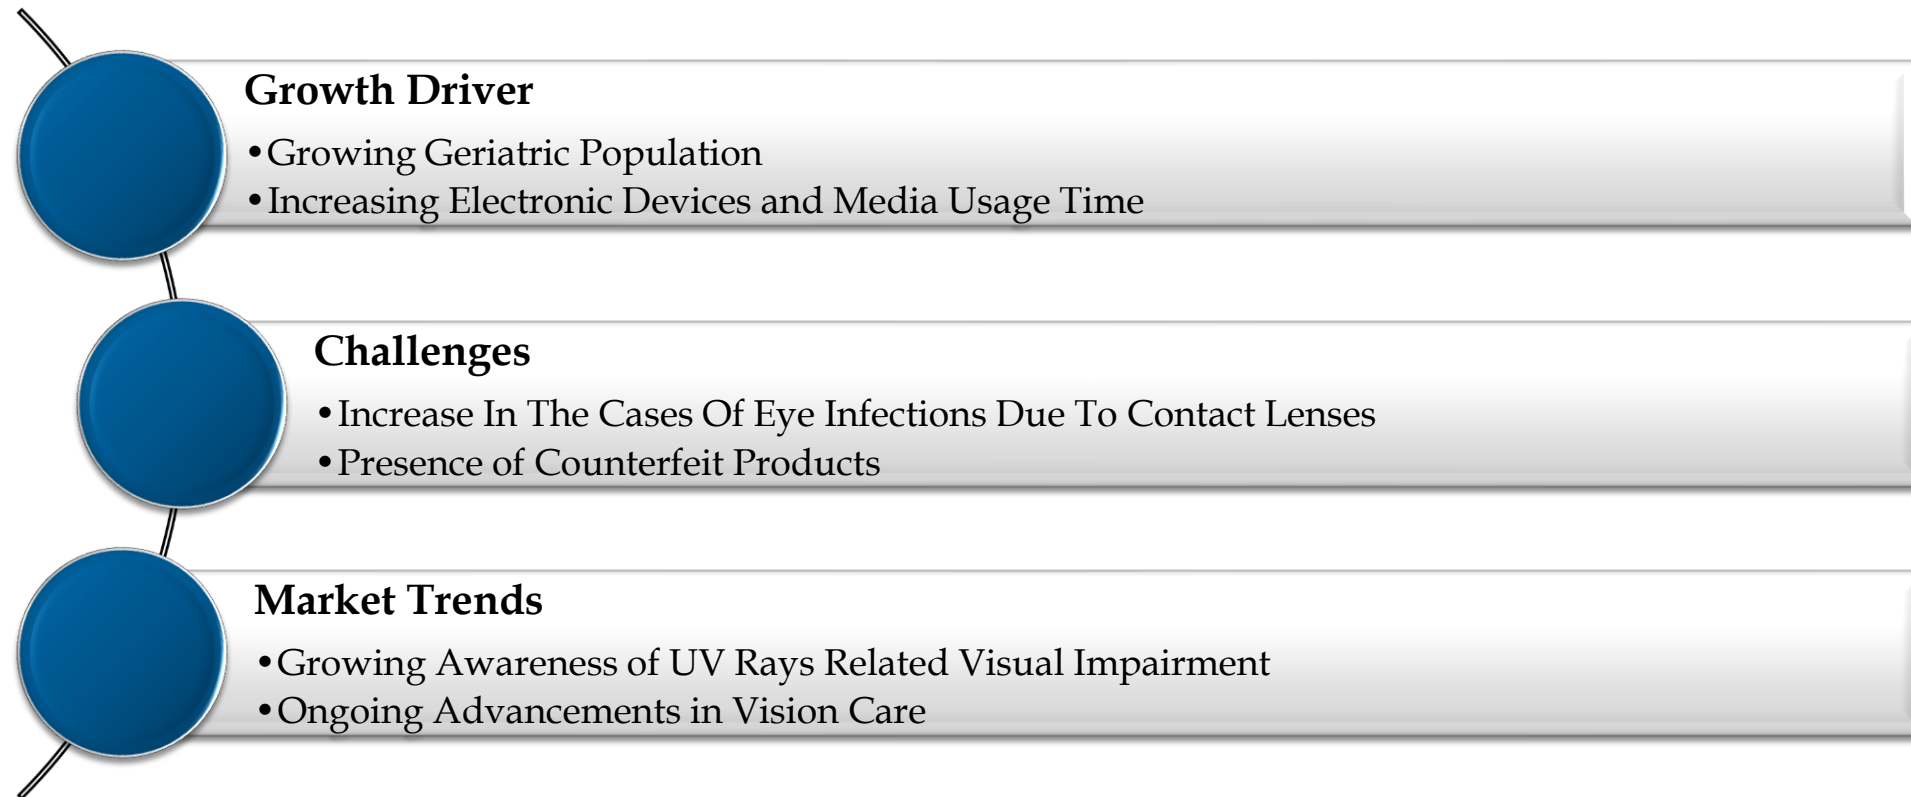 Growth Driver
•Growing Geriatric Population
•Increasing Electronic Devices and Media Usage Time
Challenges
•Increase In The Cases Of Eye Infections Due To Contact Lenses
•Presence of Counterfeit Products
Market Trends
•Growing Awareness of UV Rays Related Visual Impairment
•Ongoing Advancements in Vision Care